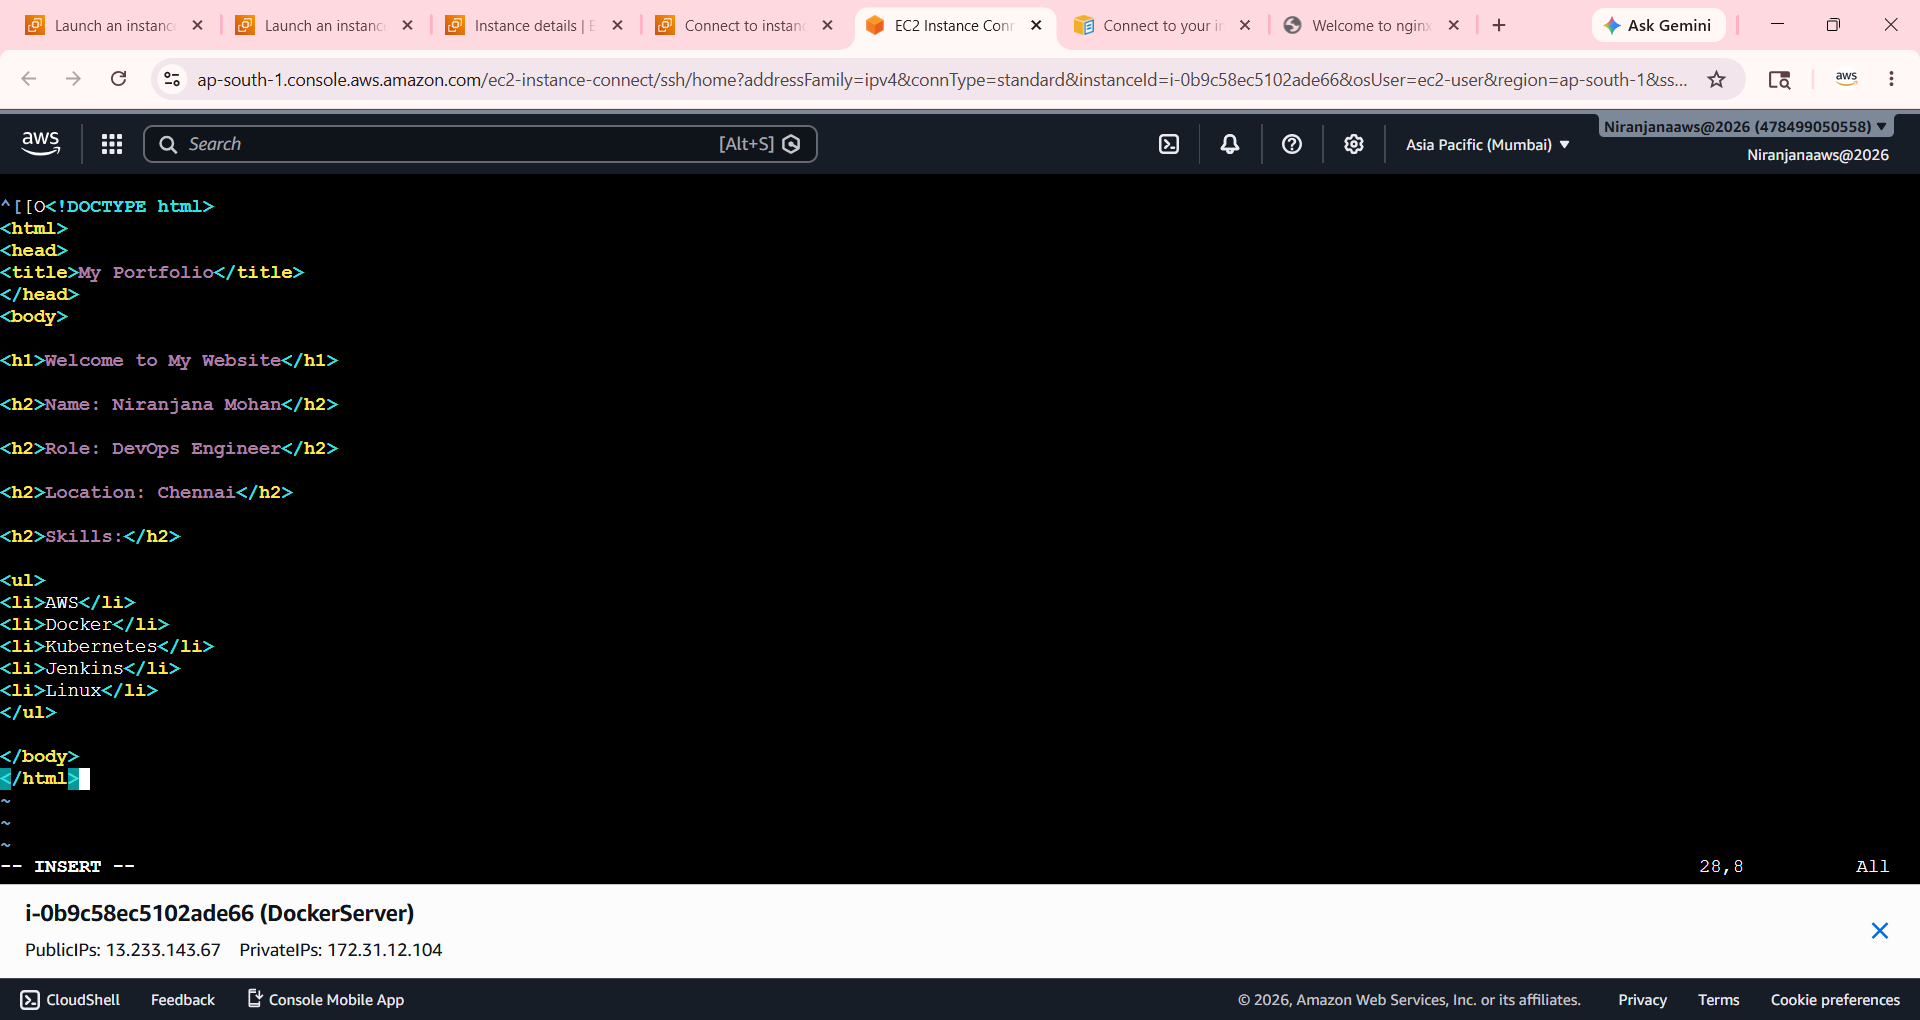 Launch an instance
Launch an instance
Instance details | E
Connect to instanc
EC2 Instance Conn
Connect to your in
Welcome to nginx
Ask Gemini
ap-south-1.console.aws.amazon.com/ec2-instance-connect/ssh/home?addressFamily=ipv4&connType=standard&instanceId=i-0b9c58ec5102ade66&osUser=ec2-user&region=ap-south-1&ss...
aws
aws
Search
[Alt+S]
Asia Pacific (Mumbai) ▼
Niranjanaaws@2026 (478499050558) ▼
Niranjanaaws@2026
^[[O<!DOCTYPE html>
<html>
<head>
<title>My Portfolio</title>
</head>
<body>
<h1>Welcome to My Website</h1>
<h2>Name: Niranjana Mohan</h2>
<h2>Role: DevOps Engineer</h2>
<h2>Location: Chennai</h2>
<h2>Skills:</h2>
<ul>
<li>AWS</li>
<li>Docker</li>
<li>Kubernetes</li>
<li>Jenkins</li>
<li>Linux</li>
</ul>
</body>
</html>
~
~
~
-- INSERT --
28,8
All
i-0b9c58ec5102ade66 (DockerServer)
PublicIPs: 13.233.143.67 PrivateIPs: 172.31.12.104
CloudShell
Feedback
Console Mobile App
© 2026, Amazon Web Services, Inc. or its affiliates.
Privacy
Terms
Cookie preferences